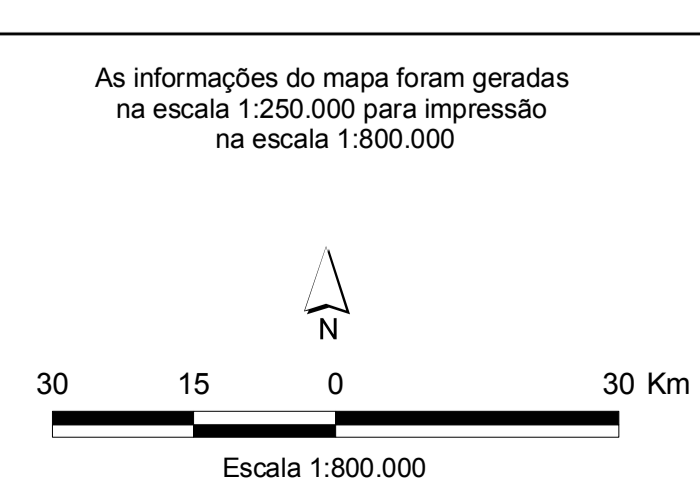 As informações do mapa foram geradas
na escala 1:250.000 para impressão
na escala 1:800.000
N
30 15 0 30 Km
Escala 1:800.000